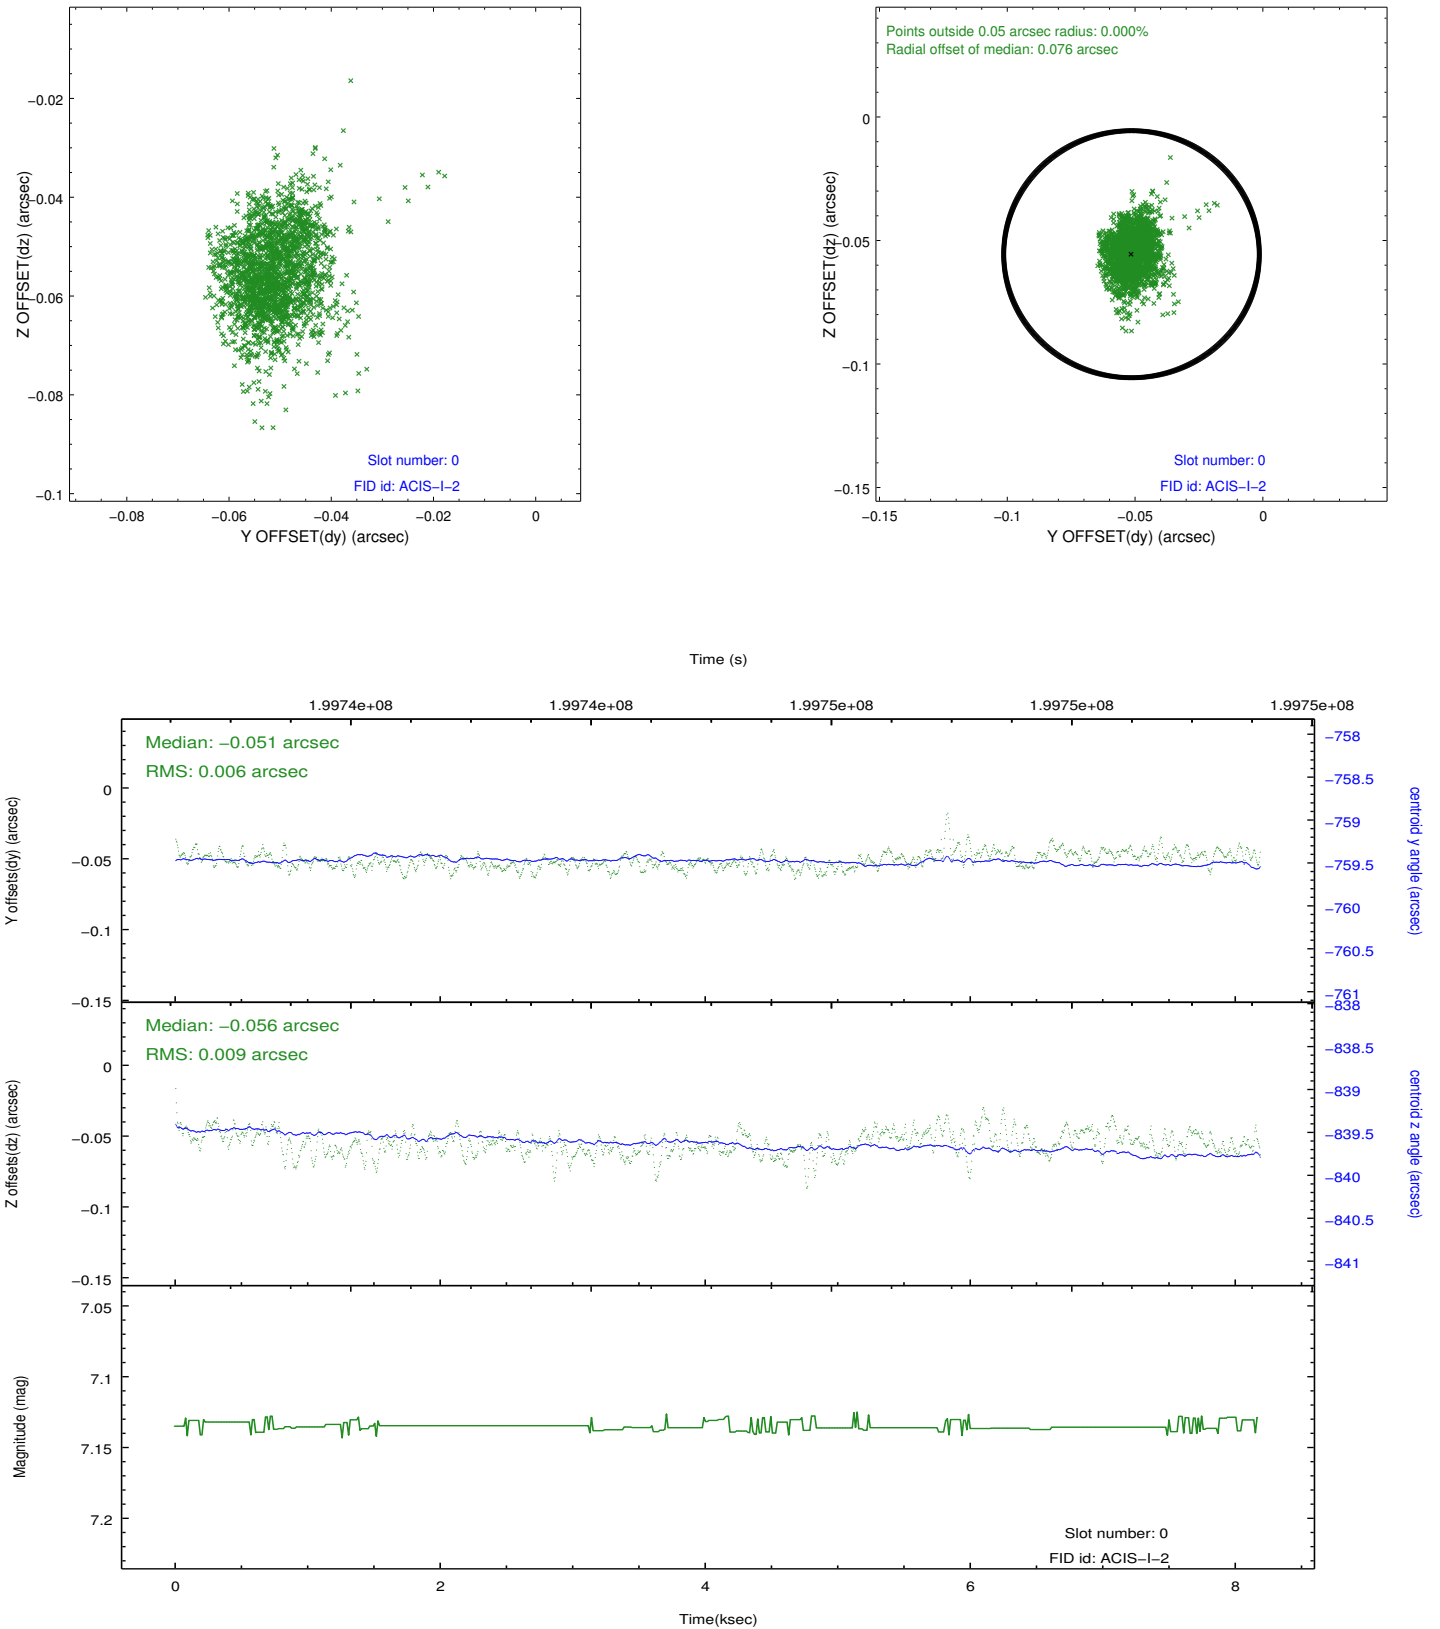 −0.02
−0.04
−0.06
−0.08
−0.1
Z OFFSET(dz) (arcsec)
Slot number: 0
FID id: ACIS−I−2
−0.08
−0.06
−0.04
−0.02
0
Y OFFSET(dy) (arcsec)
Points outside 0.05 arcsec radius: 0.000%
Radial offset of median: 0.076 arcsec
0
−0.05
−0.1
−0.15
Z OFFSET(dz) (arcsec)
Slot number: 0
FID id: ACIS−I−2
−0.15
−0.1
−0.05
0
Y OFFSET(dy) (arcsec)
Time (s)
1.9974e+08
1.9974e+08
1.9975e+08
1.9975e+08
1.9975e+08
Median: −0.051 arcsec
RMS: 0.006 arcsec
0
−0.05
−0.1
−0.15
Y offsets(dy) (arcsec)
−758
−758.5
−759
−759.5
−760
−760.5
−761
centroid y angle (arcsec)
Median: −0.056 arcsec
RMS: 0.009 arcsec
0
−0.05
−0.1
−0.15
Z offsets(dz) (arcsec)
−838
−838.5
−839
−839.5
−840
−840.5
−841
centroid z angle (arcsec)
7.05
7.1
7.15
7.2
Magnitude (mag)
Slot number: 0
FID id: ACIS−I−2
0
2
4
6
8
Time(ksec)